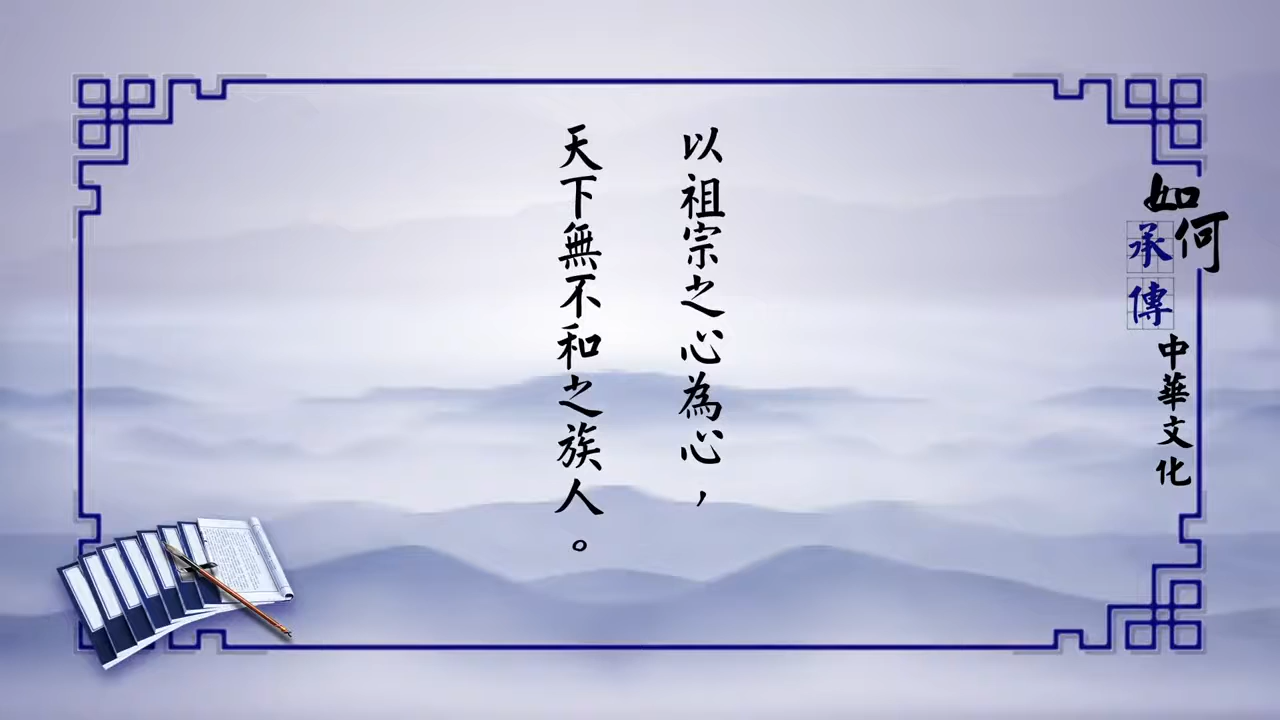 如何
承傳
中華文化
以祖宗之心為心，
天下無不和之族人。